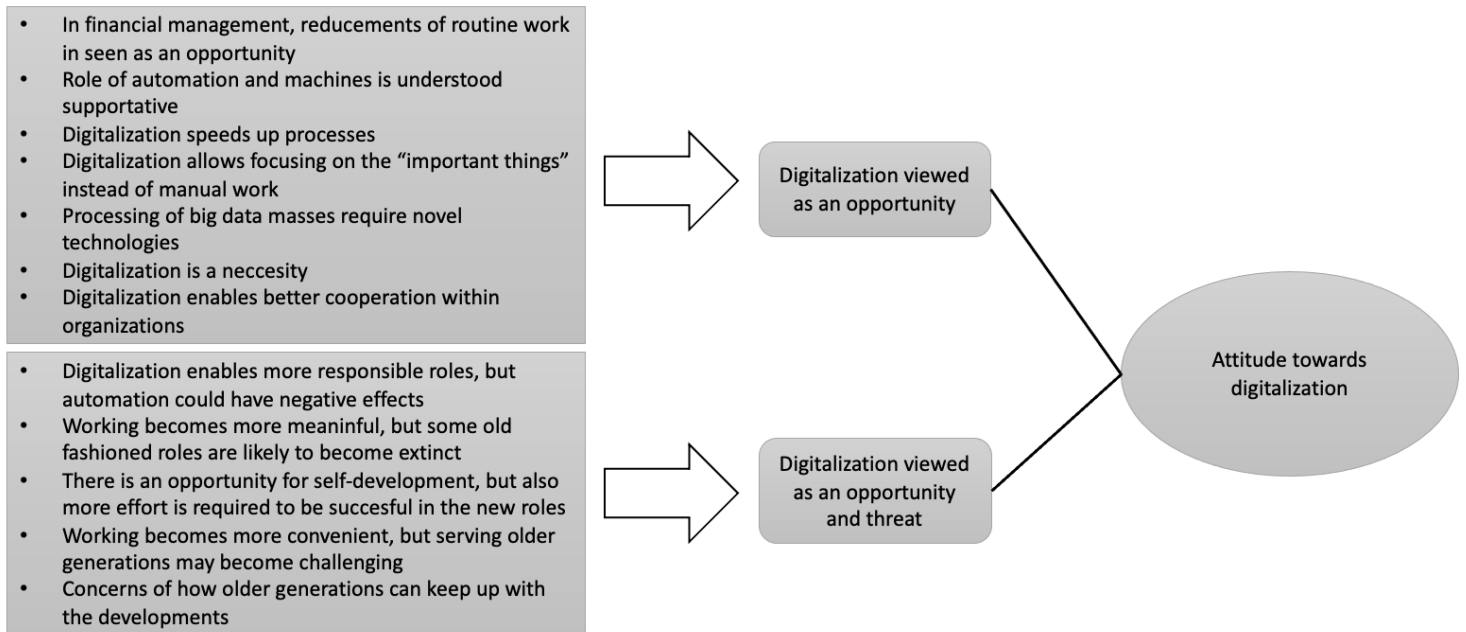 • In financial management, reducements of routine work
in seen as an opportunity
• Role of automation and machines is understood
supportative
• Digitalization speeds up processes
• Digitalization allows focusing on the “important things”
instead of manual work
• Processing of big data masses require novel
technologies
• Digitalization is a neccesity
• Digitalization enables better cooperation within
organizations
• Digitalization enables more responsible roles, but
automation could have negative effects
• Working becomes more meaninful, but some old
fashioned roles are likely to become extinct
• There is an opportunity for self-development, but also
more effort is required to be succesful in the new roles
• Working becomes more convenient, but serving older
generations may become challenging
• Concerns of how older generations can keep up with
the developments
Digitalization viewed
as an opportunity
Digitalization viewed
as an opportunity
and threat
Attitude towards
digitalization